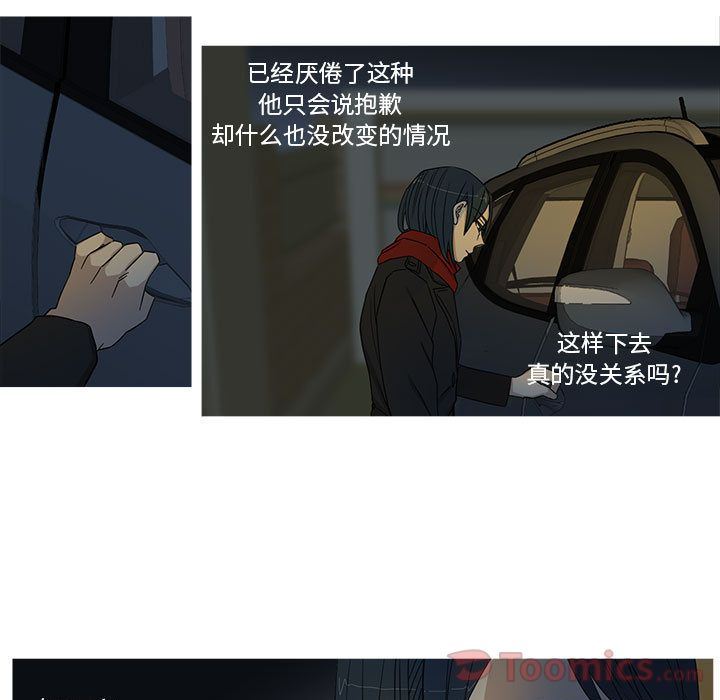 已经厌倦了这种
他只会说抱歉
却什么也没改变的情况
这样下去
真的没关系吗?
Toomics.com